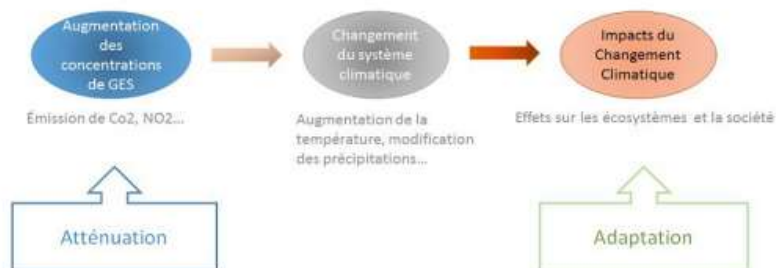 Augmentation
des
concentrations
de GES
Changement
du système
climatique
Impacts du
Changement
Climatique
Émission de Co2, NO2...
Augmentation de la
température, modification
des précipitations...
Effets sur les écosystèmes et la société
Atténuation
Adaptation